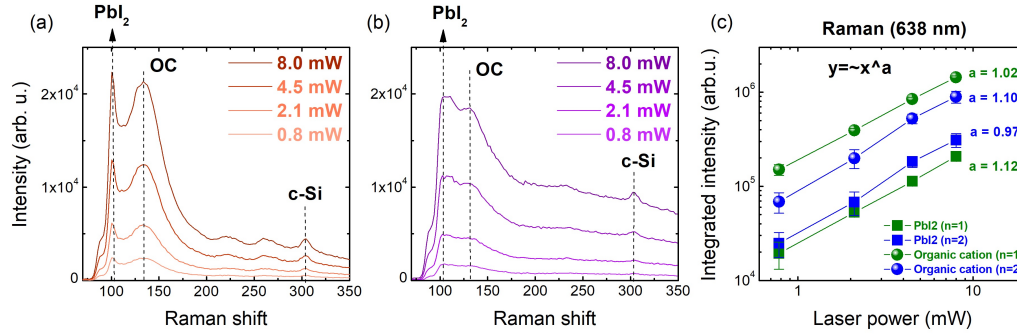 (a)
PbI2
OC
8.0 mW
4.5 mW
2.1 mW
0.8 mW
c-Si
Intensity (arb. u.)
2x10^4
1x10^4
0
100 150 200 250 300 350
Raman shift
(b)
PbI2
OC
8.0 mW
4.5 mW
2.1 mW
0.8 mW
c-Si
2x10^4
1x10^4
0
100 150 200 250 300 350
Raman shift
(c)
Raman (638 nm)
y=~x^a
a = 1.02
a = 1.10
a = 0.97
a = 1.12
PbI2 (n=1)
PbI2 (n=2)
Organic cation (n=1
Organic cation (n=2
Integrated intensity (arb.u.)
10^6
10^5
10^4
1 10
Laser power (mW)